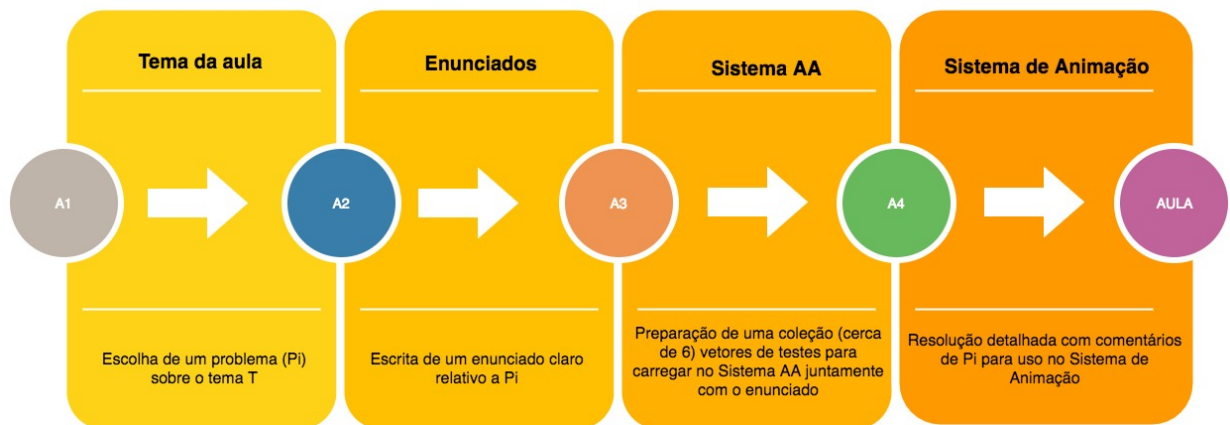 Tema da aula
Enunciados
Sistema AA
Sistema de Animação
A1
A2
A3
A4
AULA
Escolha de um problema (Pi)
sobre o tema T
Escrita de um enunciado claro
relativo a Pi
Preparação de uma coleção (cerca
de 6) vetores de testes para
carregar no Sistema AA juntamente
com o enunciado
Resolução detalhada com comentários
de Pi para uso no Sistema de
Animação